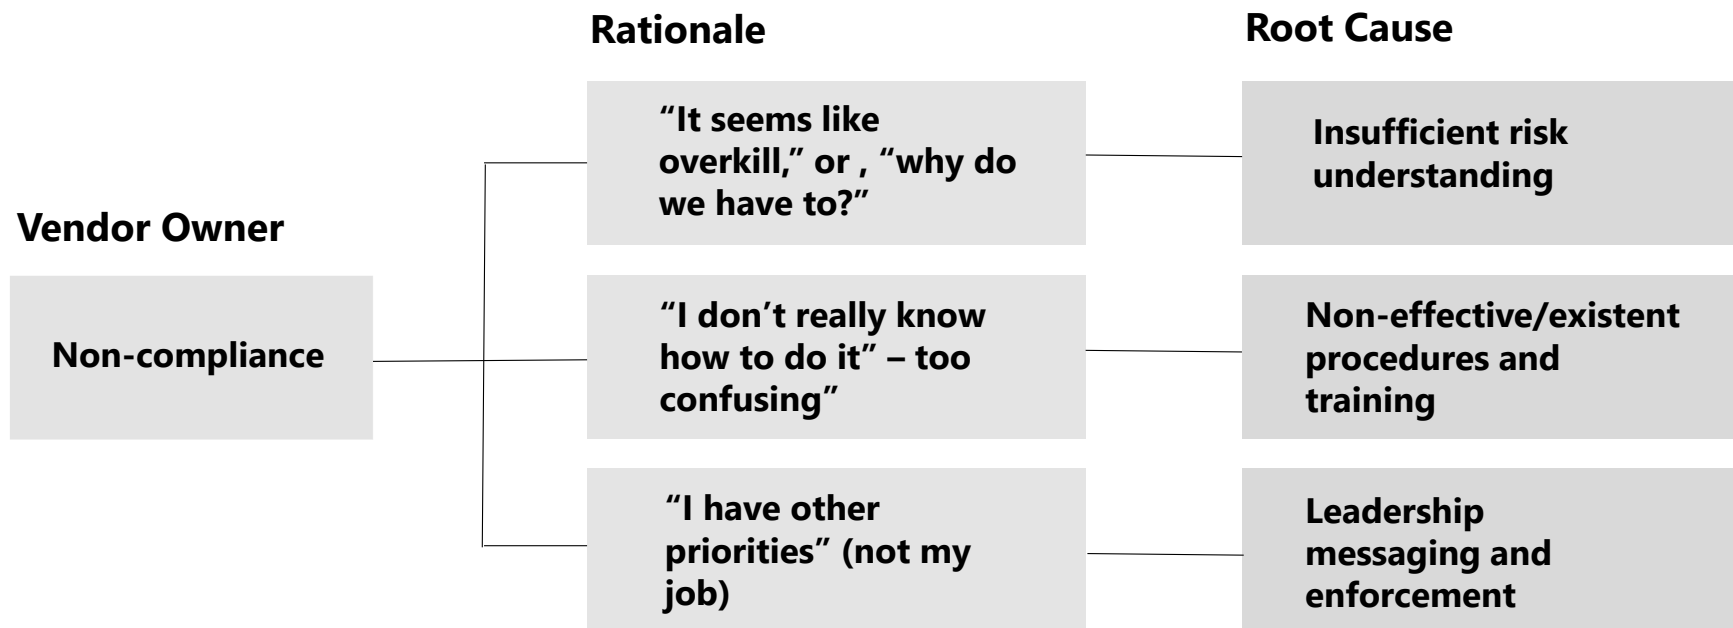 Rationale
Root Cause
“It seems like
overkill,” or , “why do
we have to?”
Insufficient risk
understanding
Vendor Owner
Non-compliance
“I don’t really know
how to do it” – too
confusing”
Non-effective/existent
procedures and
training
“I have other
priorities” (not my
job)
Leadership
messaging and
enforcement